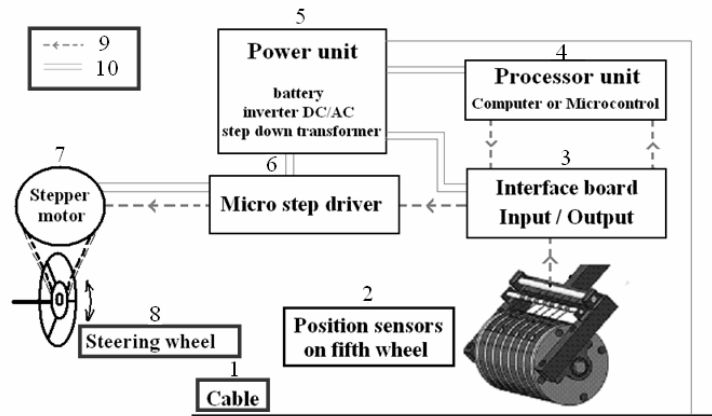 5
Power unit
battery
inverter DC/AC
step down transformer
9
10
4
Processor unit
Computer or Microcontrol
7
Stepper
motor
6
Micro step driver
3
Interface board
Input / Output
8
Steering wheel
2
Position sensors
on fifth wheel
1
Cable